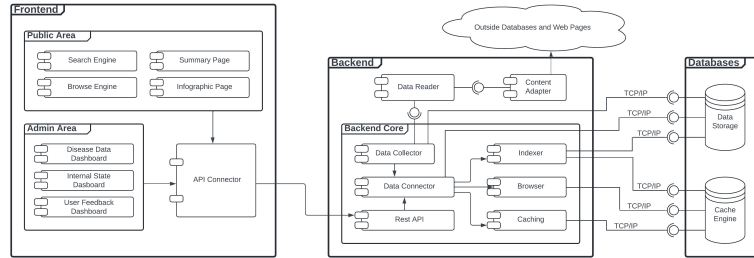 Frontend
Public Area
Search Engine
Summary Page
Browse Engine
Infographic Page
Admin Area
Disease Data
Dashboard
Internal State
Dasboard
User Feedback
Dashboard
API Connector
Outside Databases and Web Pages
Backend
Data Reader
Content
Adapter
Backend Core
Data Collector
Data Connector
Rest API
Indexer
Browser
Caching
TCP/IP
TCP/IP
TCP/IP
TCP/IP
TCP/IP
TCP/IP
Databases
Data
Storage
Cache
Engine